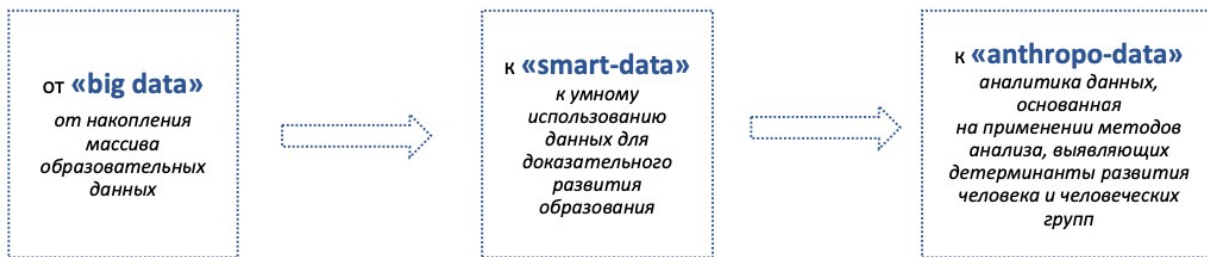 от «big data»
от накопления
массива
образовательных
данных
к «smart-data»
к умному
использованию
данных для
доказательного
развития
образования
к «anthropo-data»
аналитика данных,
основанная
на применении методов
анализа, выявляющих
детерминанты развития
человека и человеческих
групп